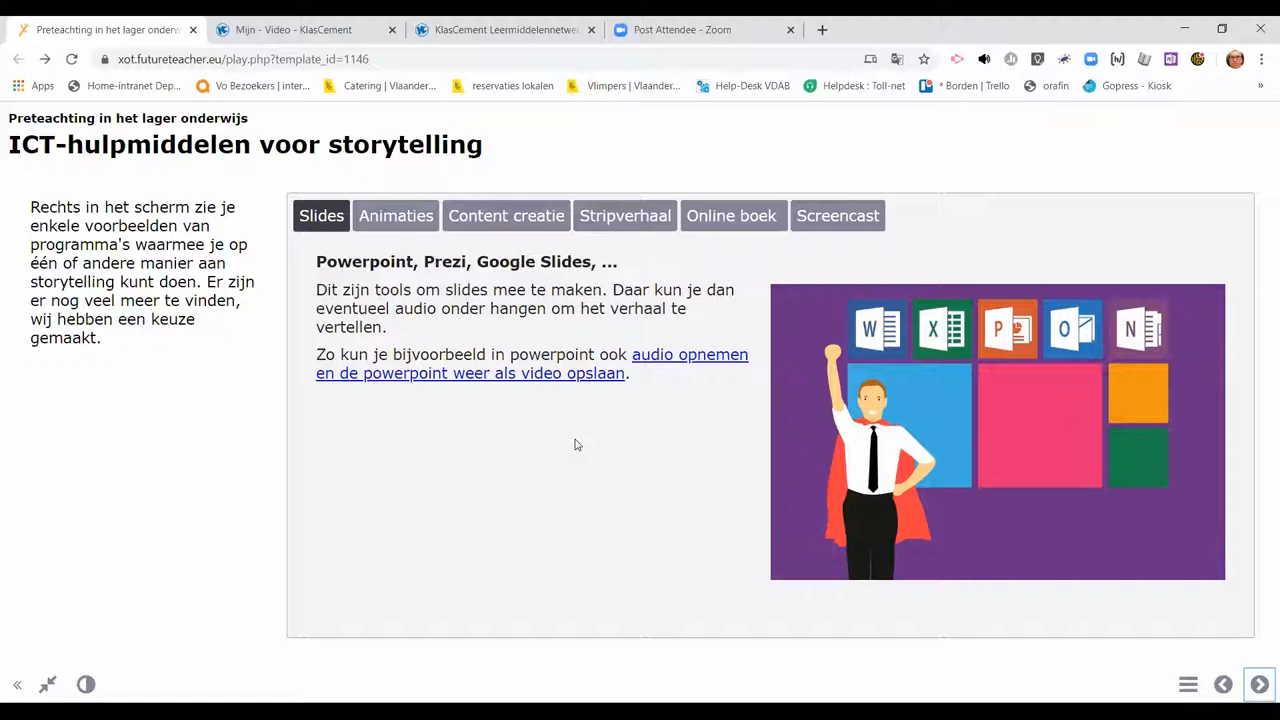 Preteaching in het lager onderw
Mijn - Video - KlasCement
KlasCement Leermiddelennetwe
Post Attendee - Zoom
xot.futureteacher.eu/play.php?template_id=1146
Apps
Home-intranet Dep...
Vo Bezoekers | inter...
Catering | Vlaander...
reservaties lokalen
Vlimpers | Vlaander...
Help-Desk VDAB
Helpdesk : Toll-net
* Borden | Trello
orafin
Gopress - Kiosk
»
Preteaching in het lager onderwijs
ICT-hulpmiddelen voor storytelling
Rechts in het scherm zie je
enkele voorbeelden van
programma's waarmee je op
één of andere manier aan
storytelling kunt doen. Er zijn
er nog veel meer te vinden,
wij hebben een keuze
gemaakt.
Slides
Animaties
Content creatie
Stripverhaal
Online boek
Screencast
Powerpoint, Prezi, Google Slides, ...
Dit zijn tools om slides mee te maken. Daar kun je dan
eventueel audio onder hangen om het verhaal te
vertellen.
Zo kun je bijvoorbeeld in powerpoint ook audio opnemen
en de powerpoint weer als video opslaan.
W
X
P
O
N